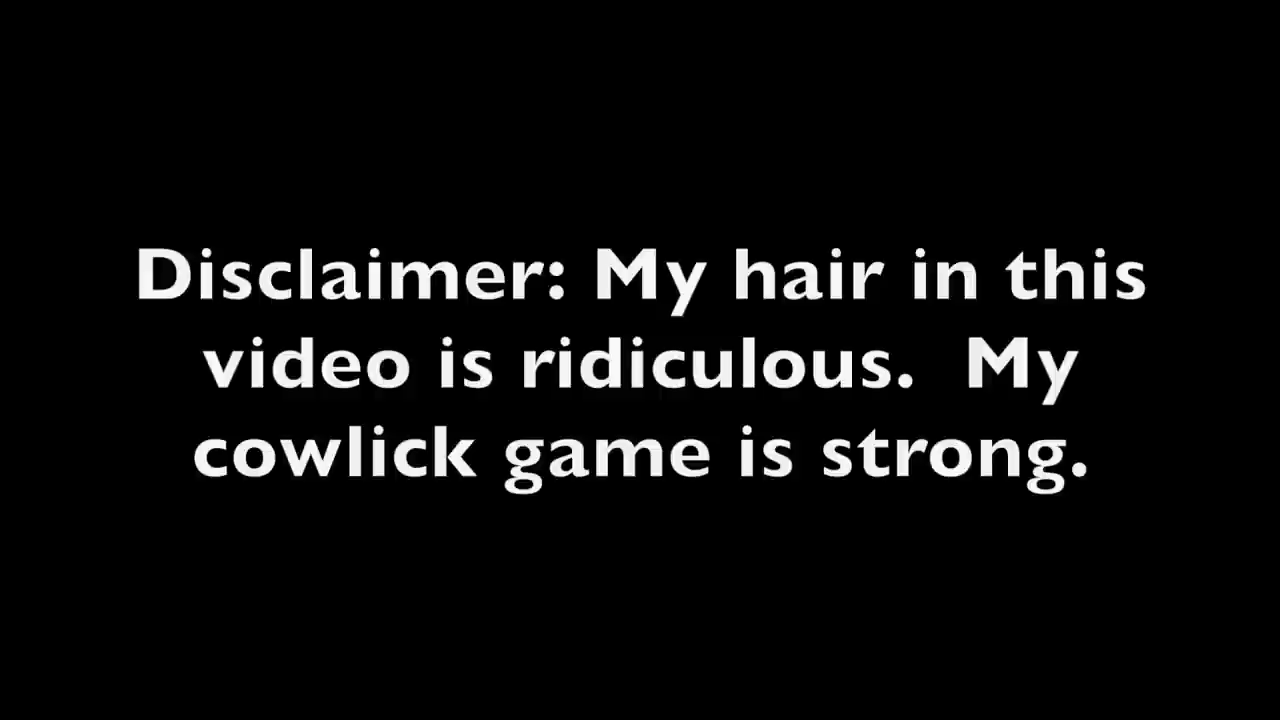 Disclaimer: My hair in this
video is ridiculous.  My
cowlick game is strong.